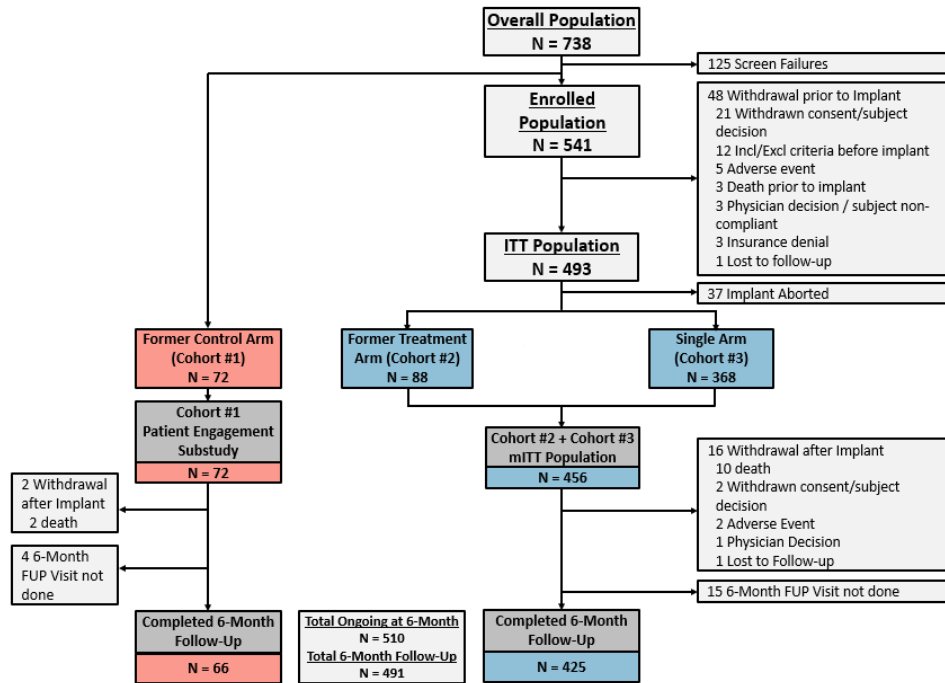 Overall Population
N = 738
125 Screen Failures
Enrolled
Population
N = 541
48 Withdrawal prior to Implant
21 Withdrawn consent/subject
decision
12 Incl/Excl criteria before implant
5 Adverse event
3 Death prior to implant
3 Physician decision / subject non-
compliant
3 Insurance denial
1 Lost to follow-up
ITT Population
N = 493
37 Implant Aborted
Former Control Arm
(Cohort #1)
N = 72
Former Treatment
Arm (Cohort #2)
N = 88
Single Arm
(Cohort #3)
N = 368
Cohort #1
Patient Engagement
Substudy
N = 72
Cohort #2 + Cohort #3
mITT Population
N = 456
2 Withdrawal
after Implant
2 death
16 Withdrawal after Implant
10 death
2 Withdrawn consent/subject
decision
2 Adverse Event
1 Physician Decision
1 Lost to Follow-up
4 6-Month
FUP Visit not
done
15 6-Month FUP Visit not done
Completed 6-Month
Follow-Up
N = 66
Total Ongoing at 6-Month
N = 510
Total 6-Month Follow-Up
N = 491
Completed 6-Month
Follow-Up
N = 425